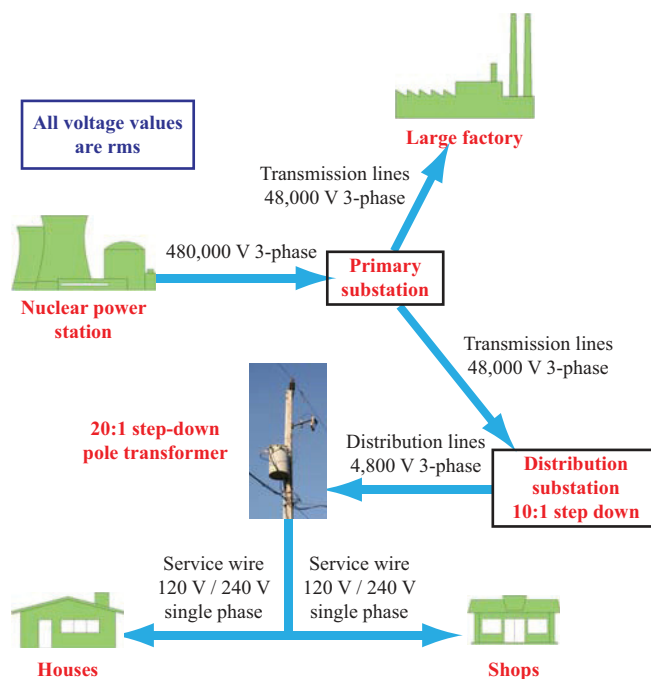 All voltage values
are rms
Large factory
Transmission lines
48,000 V 3-phase
480,000 V 3-phase
Primary
substation
Nuclear power
station
Transmission lines
48,000 V 3-phase
20:1 step-down
pole transformer
Distribution lines
4,800 V 3-phase
Distribution
substation
10:1 step down
Service wire
120 V / 240 V
single phase
Service wire
120 V / 240 V
single phase
Houses
Shops